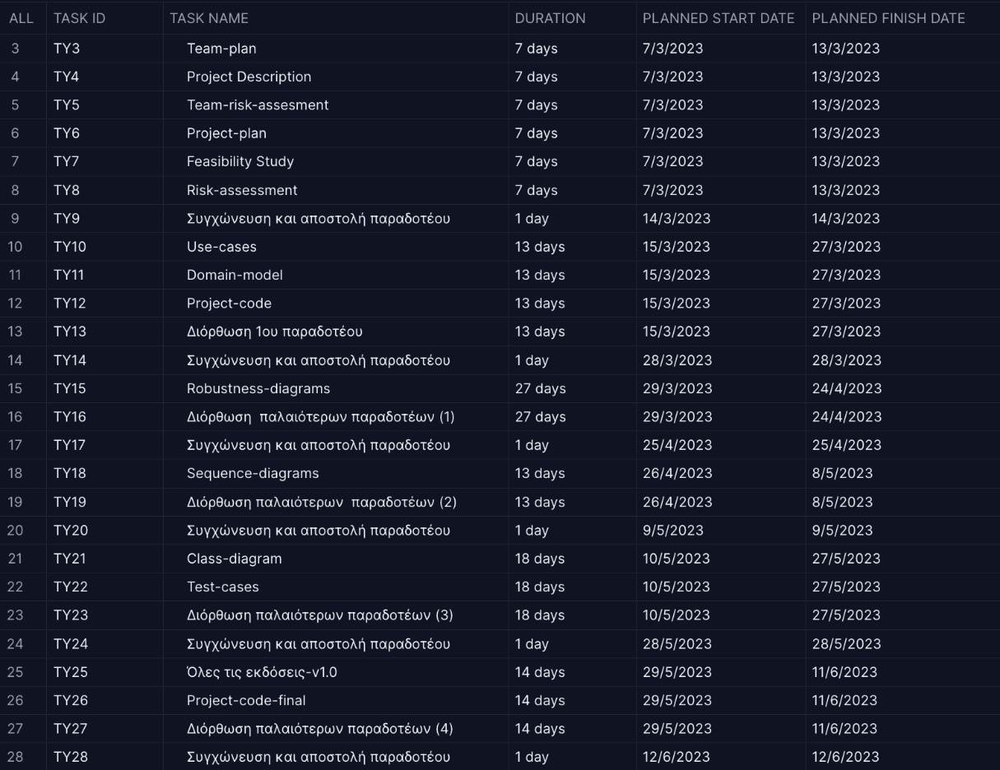 ALL TASK ID TASK NAME DURATION PLANNED START DATE PLANNED FINISH DATE
3 TY3 Team-plan 7 days 7/3/2023 13/3/2023
4 TY4 Project Description 7 days 7/3/2023 13/3/2023
5 TY5 Team-risk-assesment 7 days 7/3/2023 13/3/2023
6 TY6 Project-plan 7 days 7/3/2023 13/3/2023
7 TY7 Feasibility Study 7 days 7/3/2023 13/3/2023
8 TY8 Risk-assessment 7 days 7/3/2023 13/3/2023
9 TY9 Συγχώνευση και αποστολή παραδοτέου 1 day 14/3/2023 14/3/2023
10 TY10 Use-cases 13 days 15/3/2023 27/3/2023
11 TY11 Domain-model 13 days 15/3/2023 27/3/2023
12 TY12 Project-code 13 days 15/3/2023 27/3/2023
13 TY13 Διόρθωση 1ου παραδοτέου 13 days 15/3/2023 27/3/2023
14 TY14 Συγχώνευση και αποστολή παραδοτέου 1 day 28/3/2023 28/3/2023
15 TY15 Robustness-diagrams 27 days 29/3/2023 24/4/2023
16 TY16 Διόρθωση παλαιότερων παραδοτέων (1) 27 days 29/3/2023 24/4/2023
17 TY17 Συγχώνευση και αποστολή παραδοτέου 1 day 25/4/2023 25/4/2023
18 TY18 Sequence-diagrams 13 days 26/4/2023 8/5/2023
19 TY19 Διόρθωση παλαιότερων παραδοτέων (2) 13 days 26/4/2023 8/5/2023
20 TY20 Συγχώνευση και αποστολή παραδοτέου 1 day 9/5/2023 9/5/2023
21 TY21 Class-diagram 18 days 10/5/2023 27/5/2023
22 TY22 Test-cases 18 days 10/5/2023 27/5/2023
23 TY23 Διόρθωση παλαιότερων παραδοτέων (3) 18 days 10/5/2023 27/5/2023
24 TY24 Συγχώνευση και αποστολή παραδοτέου 1 day 28/5/2023 28/5/2023
25 TY25 Όλες τις εκδόσεις-v1.0 14 days 29/5/2023 11/6/2023
26 TY26 Project-code-final 14 days 29/5/2023 11/6/2023
27 TY27 Διόρθωση παλαιότερων παραδοτέων (4) 14 days 29/5/2023 11/6/2023
28 TY28 Συγχώνευση και αποστολή παραδοτέου 1 day 12/6/2023 12/6/2023